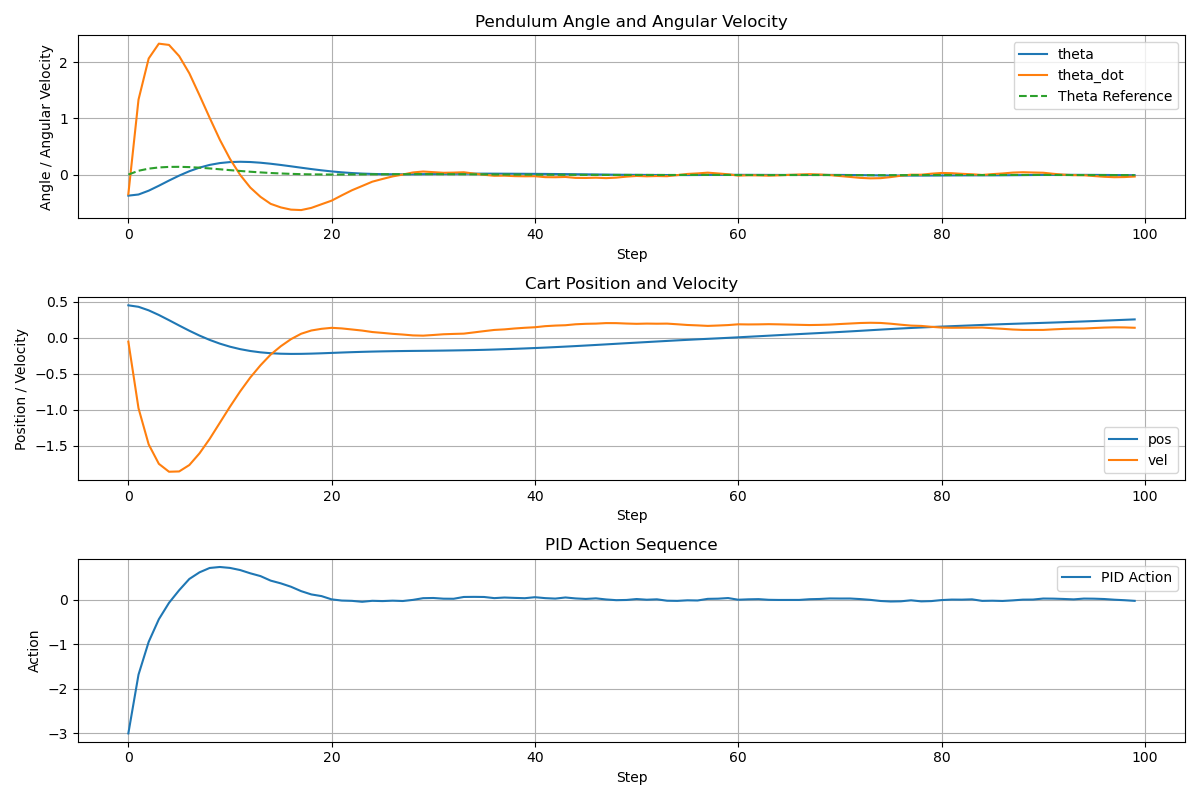 Pendulum Angle and Angular Velocity
Angle / Angular Velocity
2
1
0
theta
theta_dot
Theta Reference
0 20 40 60 80 100
Step
Cart Position and Velocity
Position / Velocity
0.5
0.0
−0.5
−1.0
−1.5
pos
vel
0 20 40 60 80 100
Step
PID Action Sequence
Action
0
−1
−2
−3
PID Action
0 20 40 60 80 100
Step